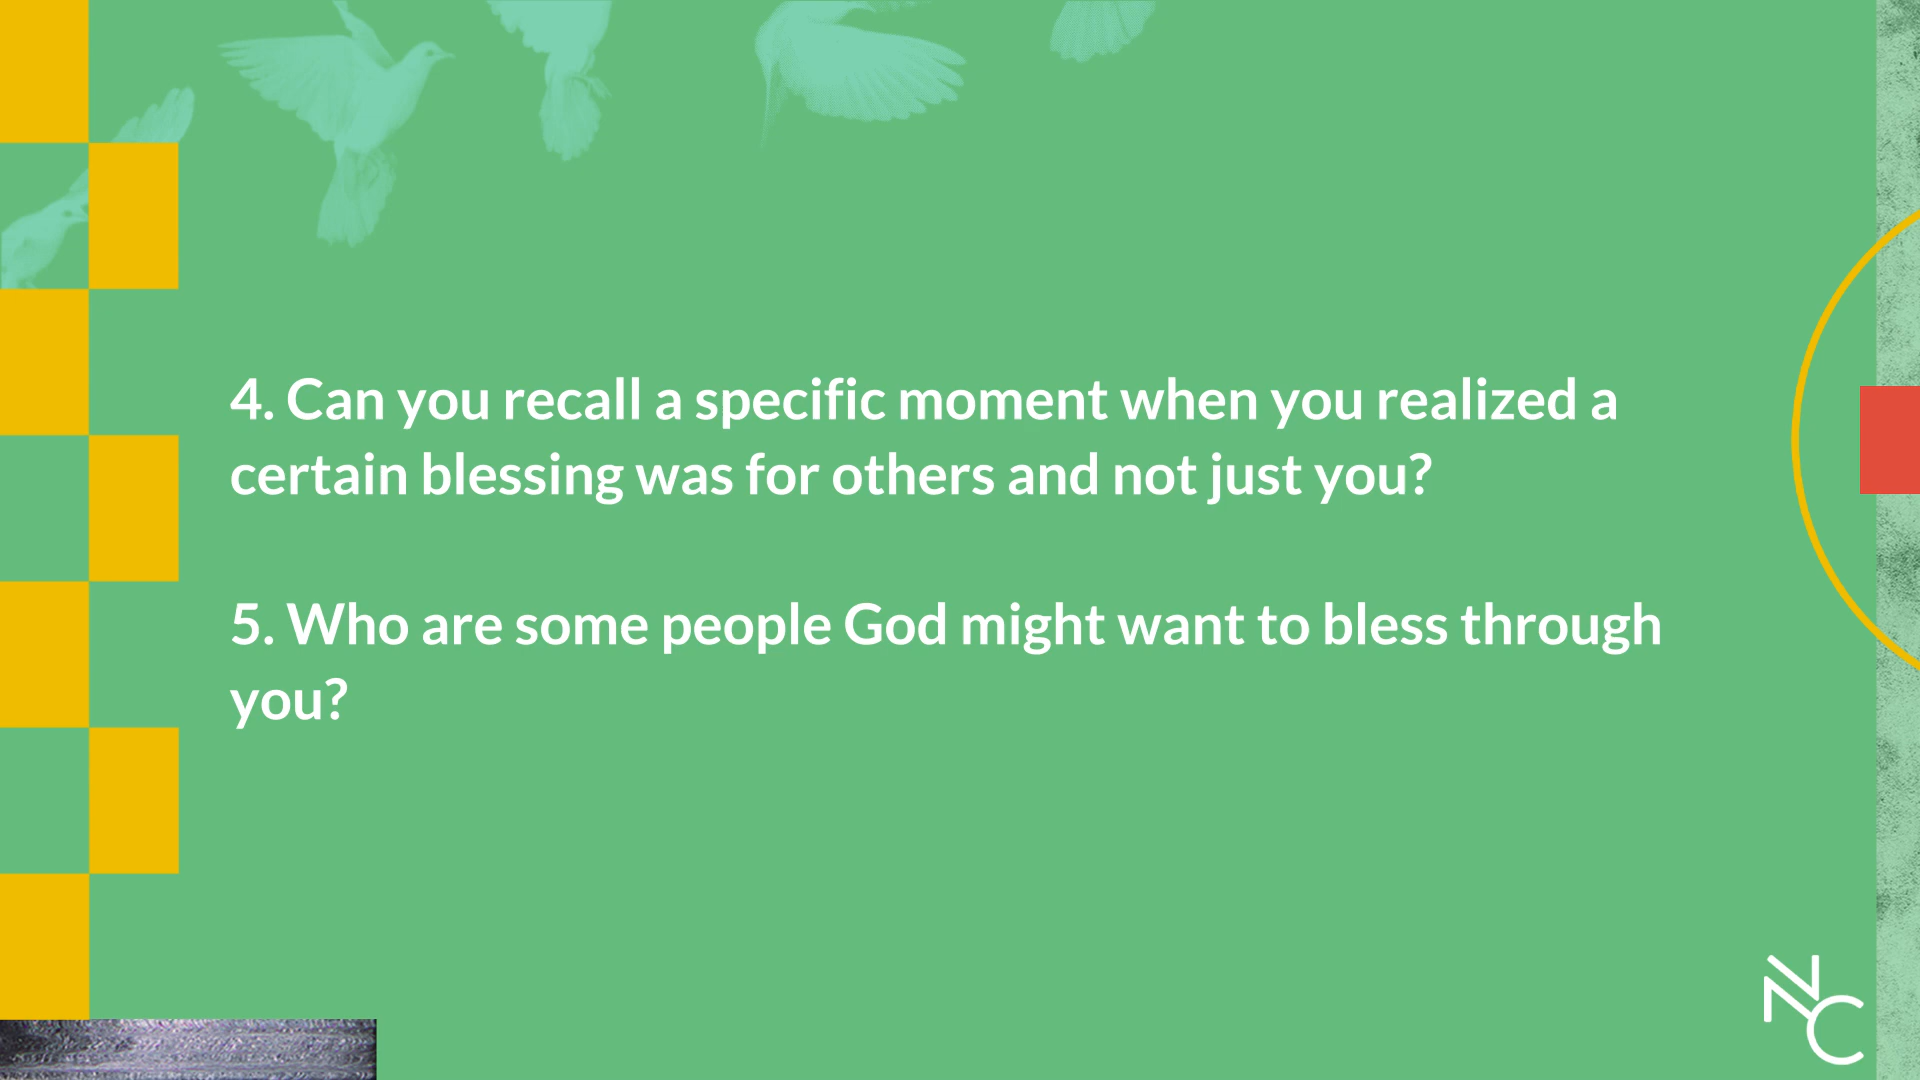 4. Can you recall a specific moment when you realized a
certain blessing was for others and not just you?
5. Who are some people God might want to bless through
you?
NC